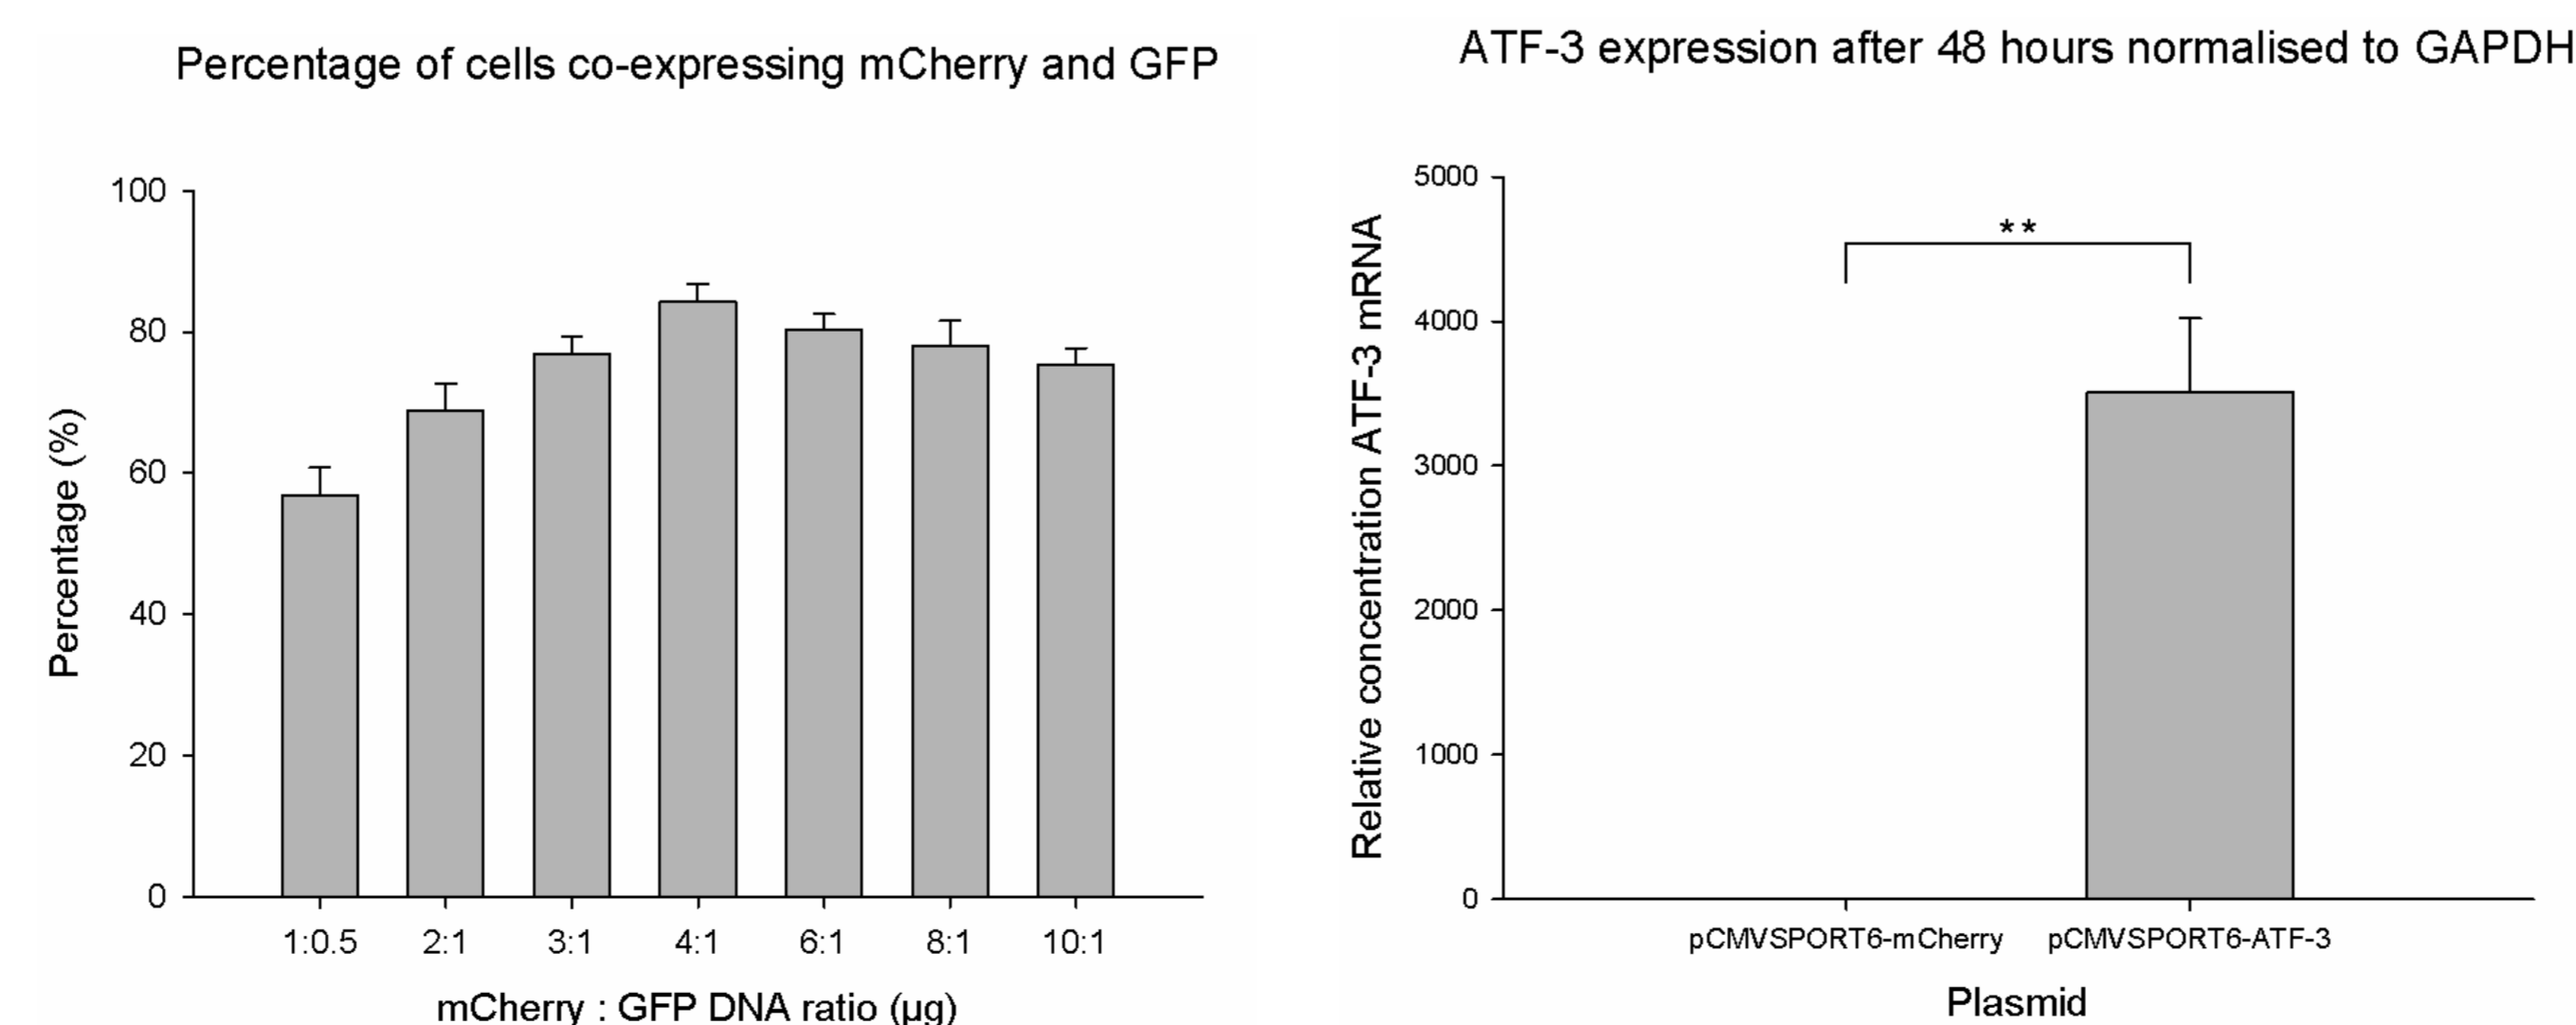 Percentage of cells co-expressing mCherry and GFP
100
80
60
40
20
0
Percentage (%)
1:0.5 2:1 3:1 4:1 6:1 8:1 10:1
mCherry : GFP DNA ratio (µg)
ATF-3 expression after 48 hours normalised to GAPDH
5000
4000
3000
2000
1000
0
Relative concentration ATF-3 mRNA
**
pCMVSPORT6-mCherry pCMVSPORT6-ATF-3
Plasmid